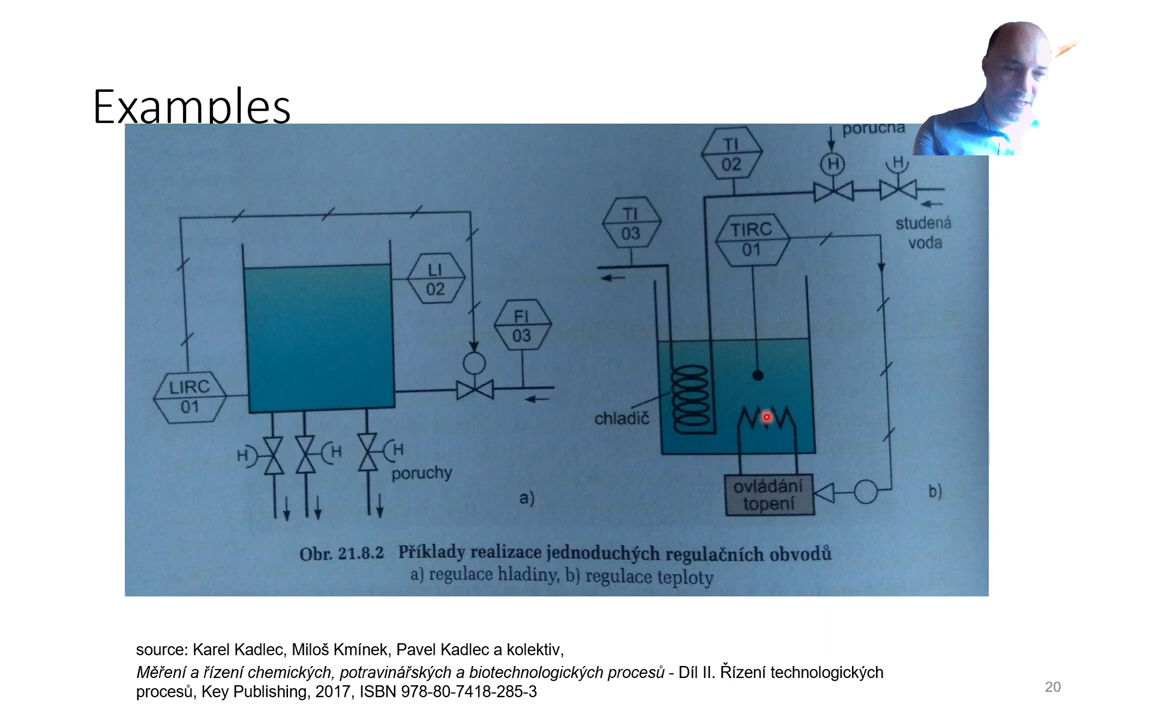 Examples
TI
02
porucha
H
H
studená
voda
TI
03
TIRC
01
LI
02
FI
03
LIRC
01
chladič
H
H
H
poruchy
ovládání
topení
a)
b)
Obr. 21.8.2 Příklady realizace jednoduchých regulačních obvodů
a) regulace hladiny, b) regulace teploty
source: Karel Kadlec, Miloš Kmínek, Pavel Kadlec a kolektiv,
Měření a řízení chemických, potravinářských a biotechnologických procesů - Díl II. Řízení technologických
procesů, Key Publishing, 2017, ISBN 978-80-7418-285-3
20